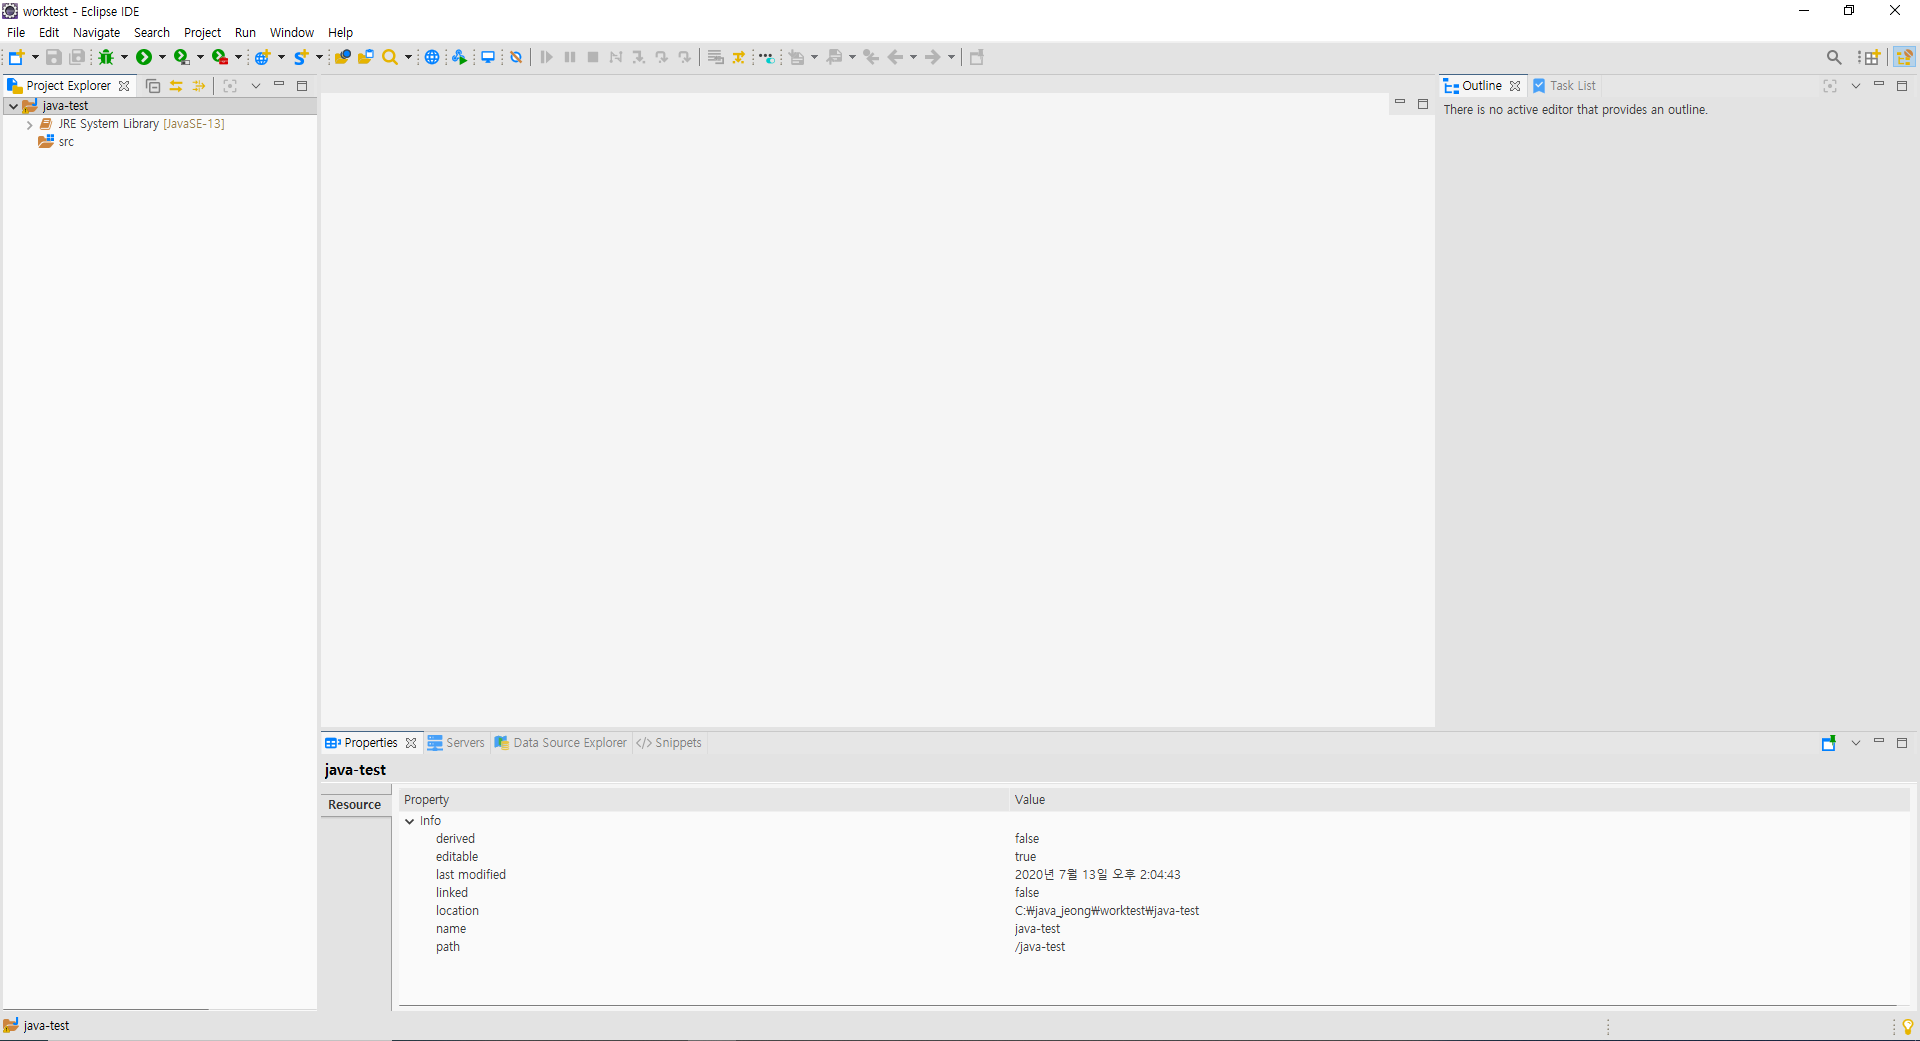 worktest - Eclipse IDE
File Edit Navigate Search Project Run Window Help
Project Explorer
java-test
JRE System Library [JavaSE-13]
src
Outline Task List
There is no active editor that provides an outline.
Properties Servers Data Source Explorer </> Snippets
java-test
Resource
Property Value
Info
derived false
editable true
last modified 2020년 7월 13일 오후 2:04:43
linked false
location C:₩java_jeong₩worktest₩java-test
name java-test
path /java-test
java-test